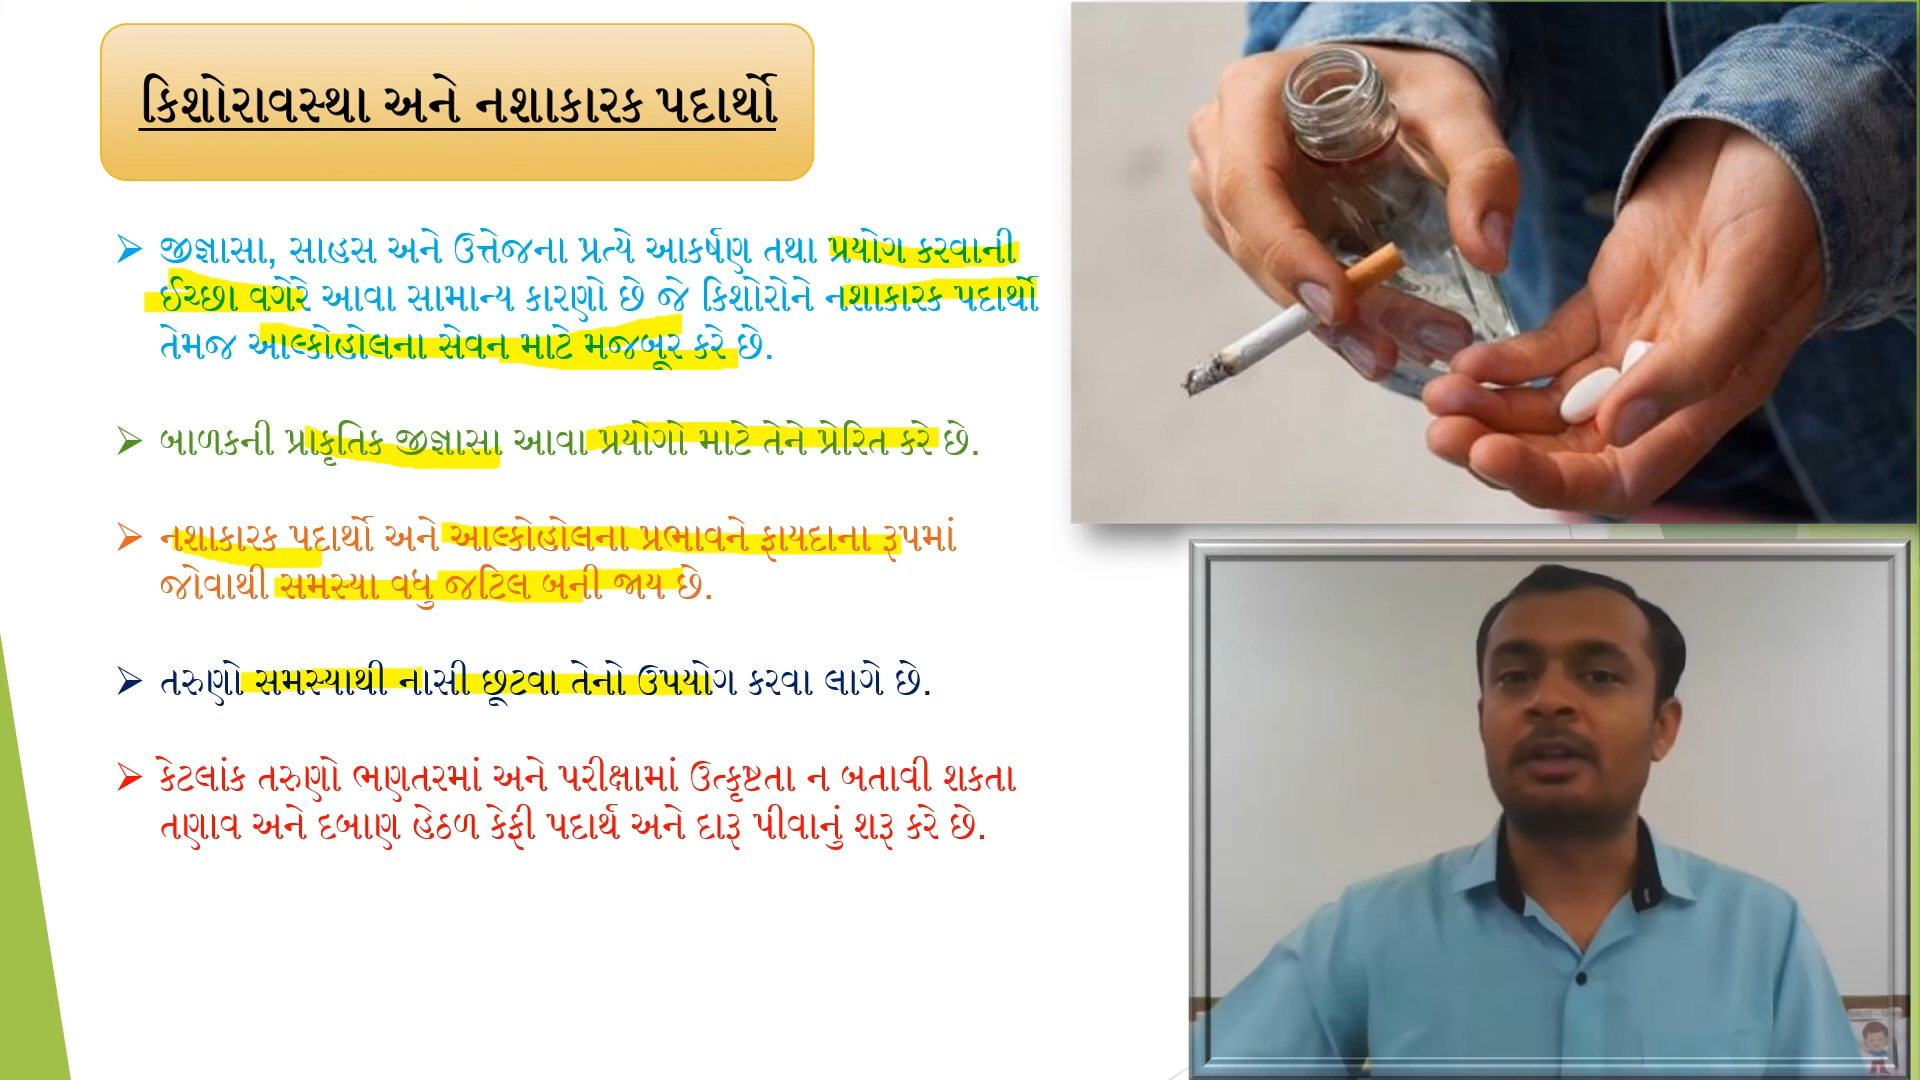 કિશોરાવસ્થા અને નશાકારક પદાર્થો
➢ જીજ્ઞાસા, સાહસ અને ઉત્તેજના પ્રત્યે આકર્ષણ તથા પ્રયોગ કરવાની
ઈચ્છા વગેરે આવા સામાન્ય કારણો છે જે કિશોરોને નશાકારક પદાર્થો
તેમજ આલ્કોહોલના સેવન માટે મજબૂર કરે છે.
➢ બાળકની પ્રાકૃતિક જીજ્ઞાસા આવા પ્રયોગો માટે તેને પ્રેરિત કરે છે.
➢ નશાકારક પદાર્થો અને આલ્કોહોલના પ્રભાવને ફાયદાના રૂપમાં
જોવાથી સમસ્યા વધુ જટિલ બની જાય છે.
➢ તરુણો સમસ્યાથી નાસી છૂટવા તેનો ઉપયોગ કરવા લાગે છે.
➢ કેટલાંક તરુણો ભણતરમાં અને પરીક્ષામાં ઉત્કૃષ્ટતા ન બતાવી શકતા
તણાવ અને દબાણ હેઠળ કેફી પદાર્થ અને દારૂ પીવાનું શરૂ કરે છે.